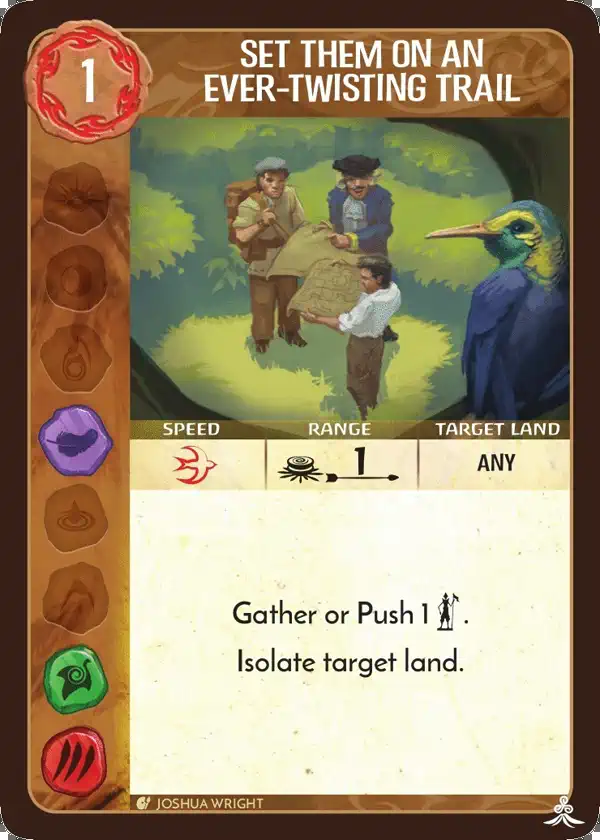 1
SET THEM ON AN
EVER-TWISTING TRAIL
SPEED RANGE TARGET LAND
1 ANY
Gather or Push 1 .
Isolate target land.
JOSHUA WRIGHT